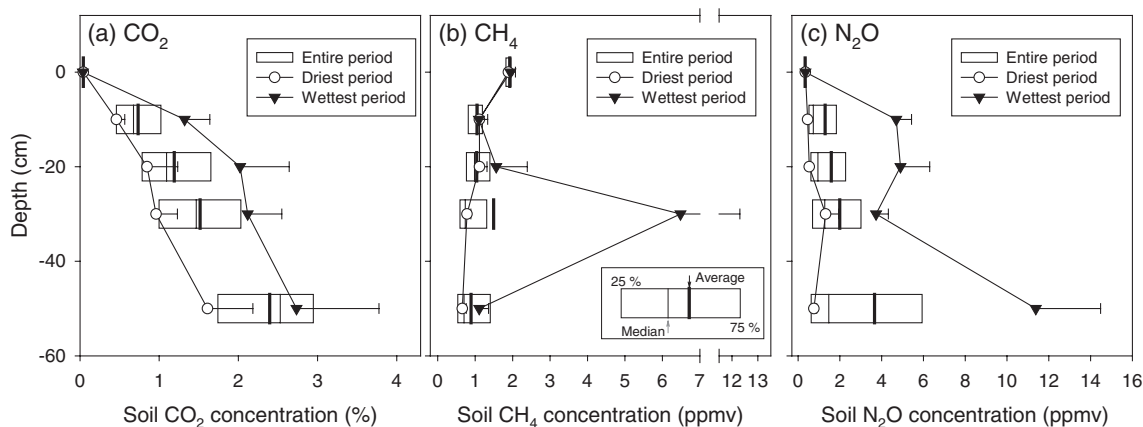 (a) CO₂
Entire period
Driest period
Wettest period
(b) CH₄
Entire period
Driest period
Wettest period
(c) N₂O
Entire period
Driest period
Wettest period
Depth (cm)
0
-20
-40
-60
25 %
Average
Median
75 %
0 1 2 3 4
0 1 2 3 4 5 6 7 12 13
0 2 4 6 8 10 12 14 16
Soil CO₂ concentration (%)
Soil CH₄ concentration (ppmv)
Soil N₂O concentration (ppmv)